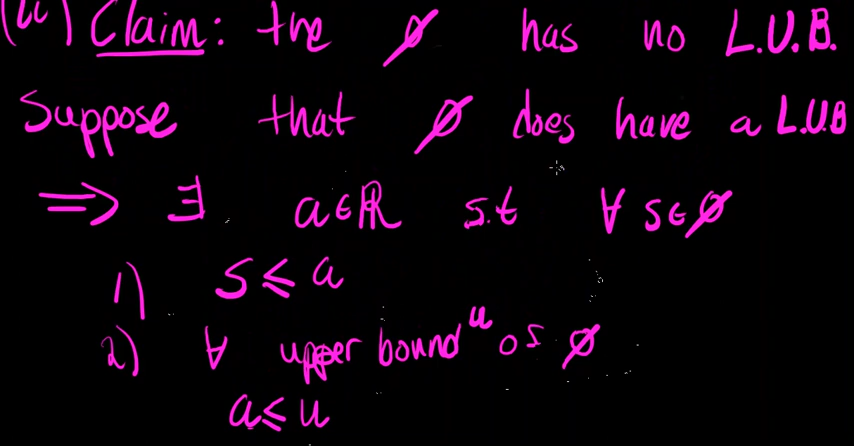 (ii) Claim: the ∅ has no L.U.B.
Suppose that ∅ does have a L.U.B
⟹ ∃ a∈ℝ s.t ∀ s∈∅
1) s ≤ a
2) ∀ upper bound u of ∅
a ≤ u